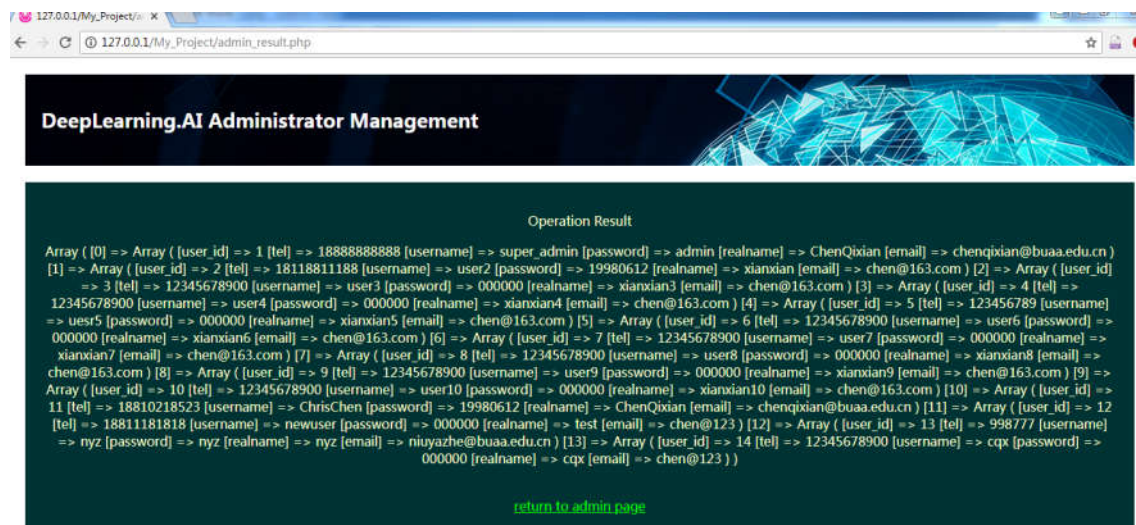 127.0.0.1/My_Project/a
127.0.0.1/My_Project/admin_result.php
DeepLearning.AI Administrator Management
Operation Result
Array ( [0] => Array ( [user_id] => 1 [tel] => 18888888888 [username] => super_admin [password] => admin [realname] => ChenQixian [email] => chenqixian@buaa.edu.cn )
[1] => Array ( [user_id] => 2 [tel] => 18118811188 [username] => user2 [password] => 19980612 [realname] => xianxian [email] => chen@163.com ) [2] => Array ( [user_id]
=> 3 [tel] => 12345678900 [username] => user3 [password] => 000000 [realname] => xianxian3 [email] => chen@163.com ) [3] => Array ( [user_id] => 4 [tel] =>
12345678900 [username] => user4 [password] => 000000 [realname] => xianxian4 [email] => chen@163.com ) [4] => Array ( [user_id] => 5 [tel] => 123456789 [username]
=> uesr5 [password] => 000000 [realname] => xianxian5 [email] => chen@163.com ) [5] => Array ( [user_id] => 6 [tel] => 12345678900 [username] => user6 [password] =>
000000 [realname] => xianxian6 [email] => chen@163.com ) [6] => Array ( [user_id] => 7 [tel] => 12345678900 [username] => user7 [password] => 000000 [realname] =>
xianxian7 [email] => chen@163.com ) [7] => Array ( [user_id] => 8 [tel] => 12345678900 [username] => user8 [password] => 000000 [realname] => xianxian8 [email] =>
chen@163.com ) [8] => Array ( [user_id] => 9 [tel] => 12345678900 [username] => user9 [password] => 000000 [realname] => xianxian9 [email] => chen@163.com ) [9] =>
Array ( [user_id] => 10 [tel] => 12345678900 [username] => user10 [password] => 000000 [realname] => xianxian10 [email] => chen@163.com ) [10] => Array ( [user_id] =>
11 [tel] => 18810218523 [username] => ChrisChen [password] => 19980612 [realname] => ChenQixian [email] => chenqixian@buaa.edu.cn ) [11] => Array ( [user_id] => 12
[tel] => 18811181818 [username] => newuser [password] => 000000 [realname] => test [email] => chen@123 ) [12] => Array ( [user_id] => 13 [tel] => 998777 [username]
=> nyz [password] => nyz [realname] => nyz [email] => niuyazhe@buaa.edu.cn ) [13] => Array ( [user_id] => 14 [tel] => 12345678900 [username] => cqx [password] =>
000000 [realname] => cqx [email] => chen@123 ) )
return to admin page